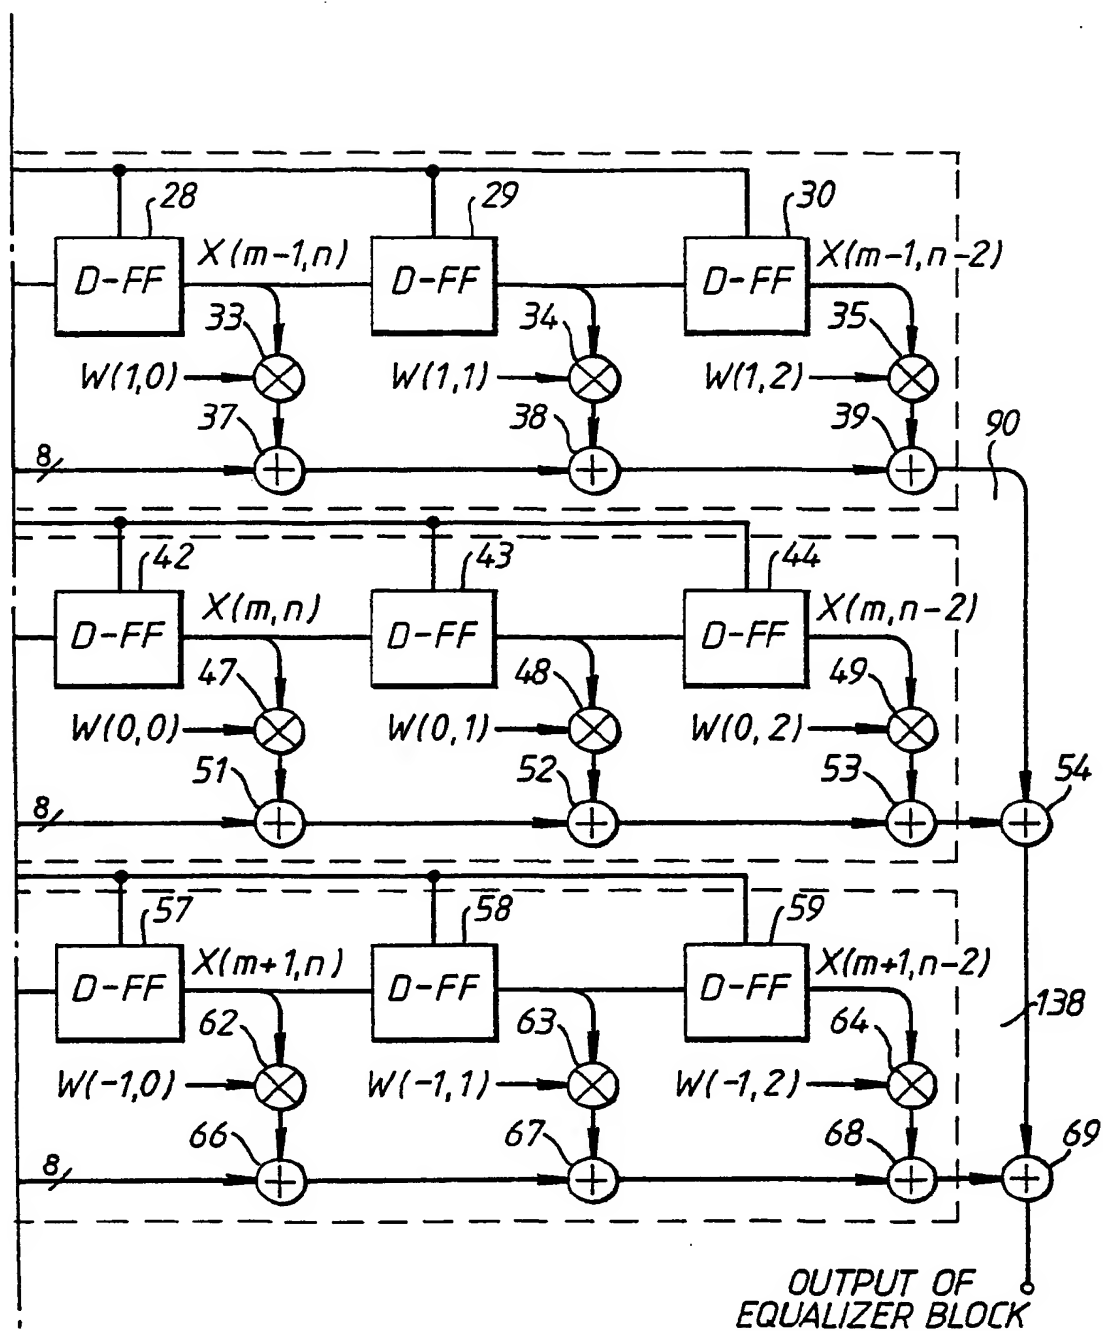 28 29 30
D-FF X(m-1,n) D-FF D-FF X(m-1,n-2)
33 34 35
W(1,0) W(1,1) W(1,2)
37 38 39 90
8
42 43 44
D-FF X(m,n) D-FF D-FF X(m,n-2)
47 48 49
W(0,0) W(0,1) W(0,2)
51 52 53 54
8
57 58 59
D-FF X(m+1,n) D-FF D-FF X(m+1,n-2)
62 63 64 138
W(-1,0) W(-1,1) W(-1,2)
66 67 68 69
8
OUTPUT OF
EQUALIZER BLOCK